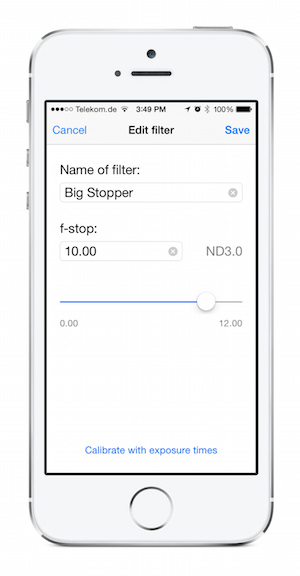 Telekom.de 3:49 PM 100%
Cancel Edit filter Save
Name of filter:
Big Stopper
f-stop:
10.00 ND3.0
0.00 12.00
Calibrate with exposure times